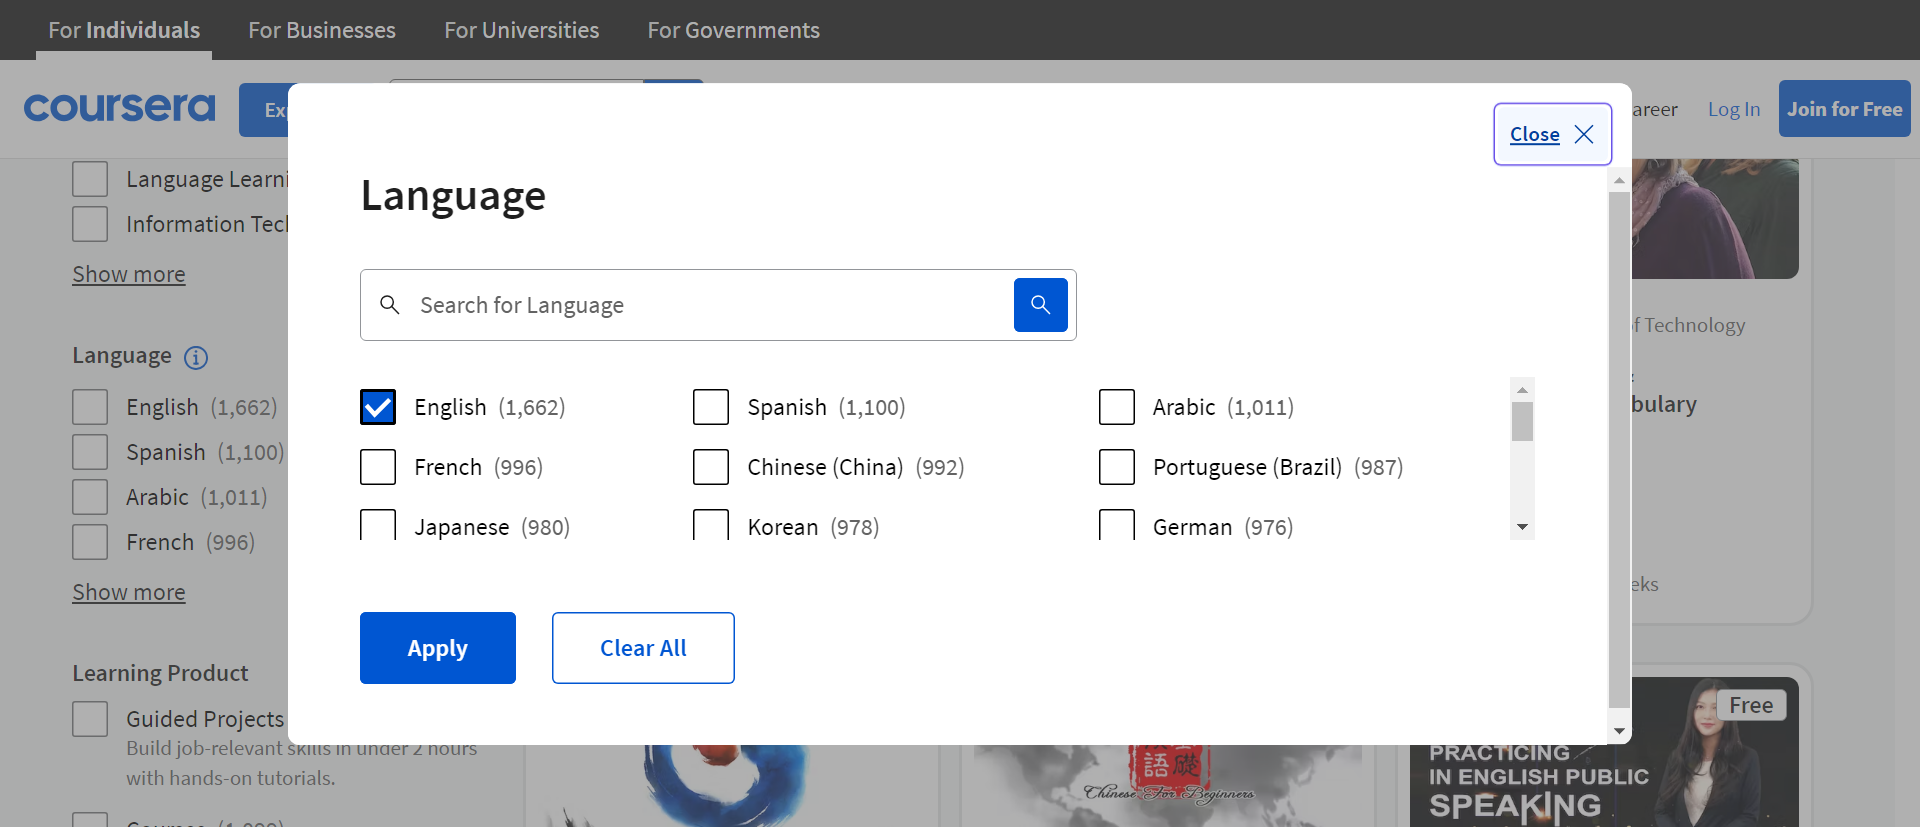 For Individuals
For Businesses
For Universities
For Governments
coursera
areer
Log In
Join for Free
Close
Language
Search for Language
English (1,662)
Spanish (1,100)
Arabic (1,011)
French (996)
Chinese (China) (992)
Portuguese (Brazil) (987)
Japanese (980)
Korean (978)
German (976)
Apply
Clear All
Language Learni
Information Tec
Show more
Language
English (1,662)
Spanish (1,100)
Arabic (1,011)
French (996)
Show more
Learning Product
Guided Projects
Build job-relevant skills in under 2 hours
with hands-on tutorials.
Courses (1,099)
f Technology
bulary
eks
語 礎
Chinese For Beginners
Free
PRACTICING
IN ENGLISH PUBLIC
SPEAKING